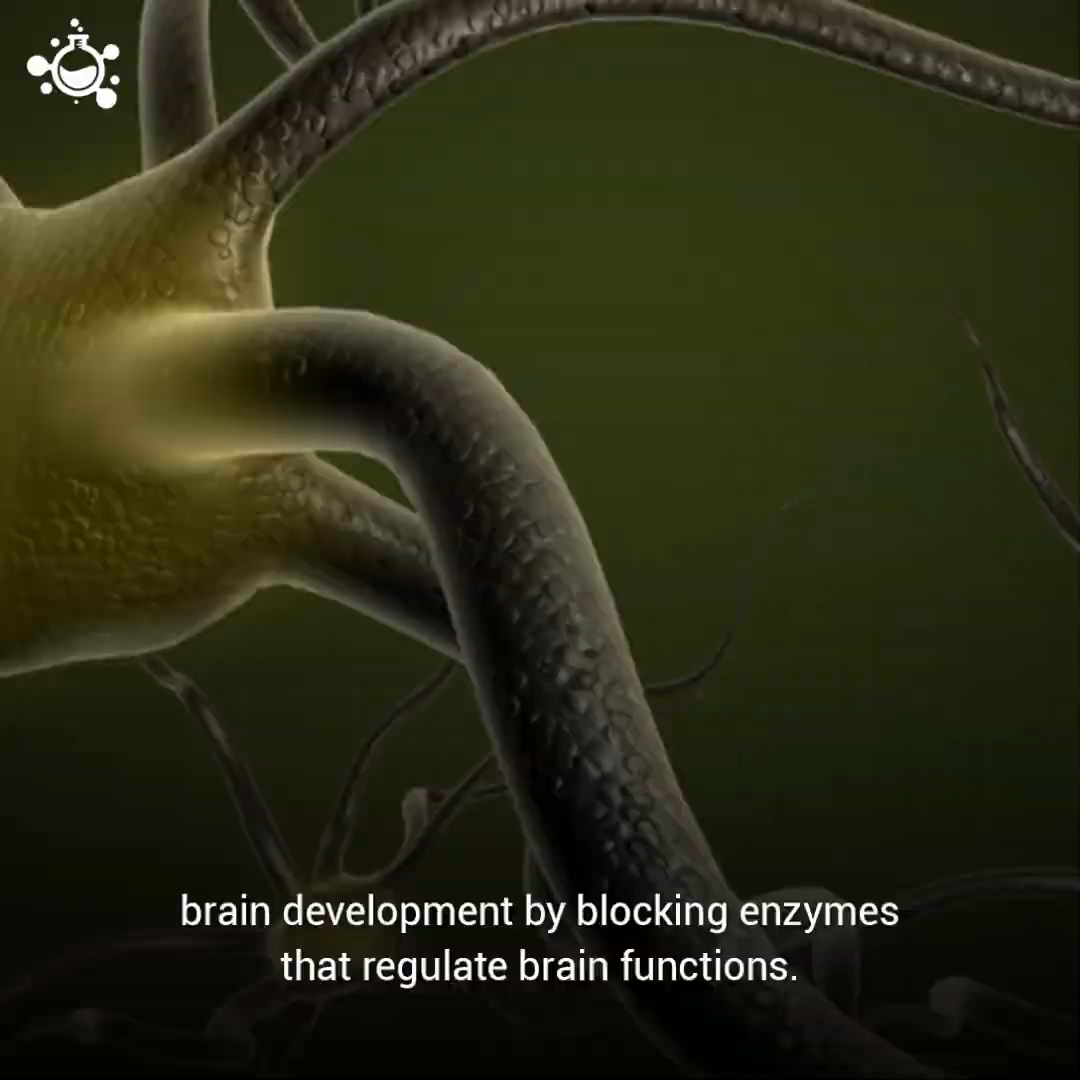 brain development by blocking enzymes
that regulate brain functions.